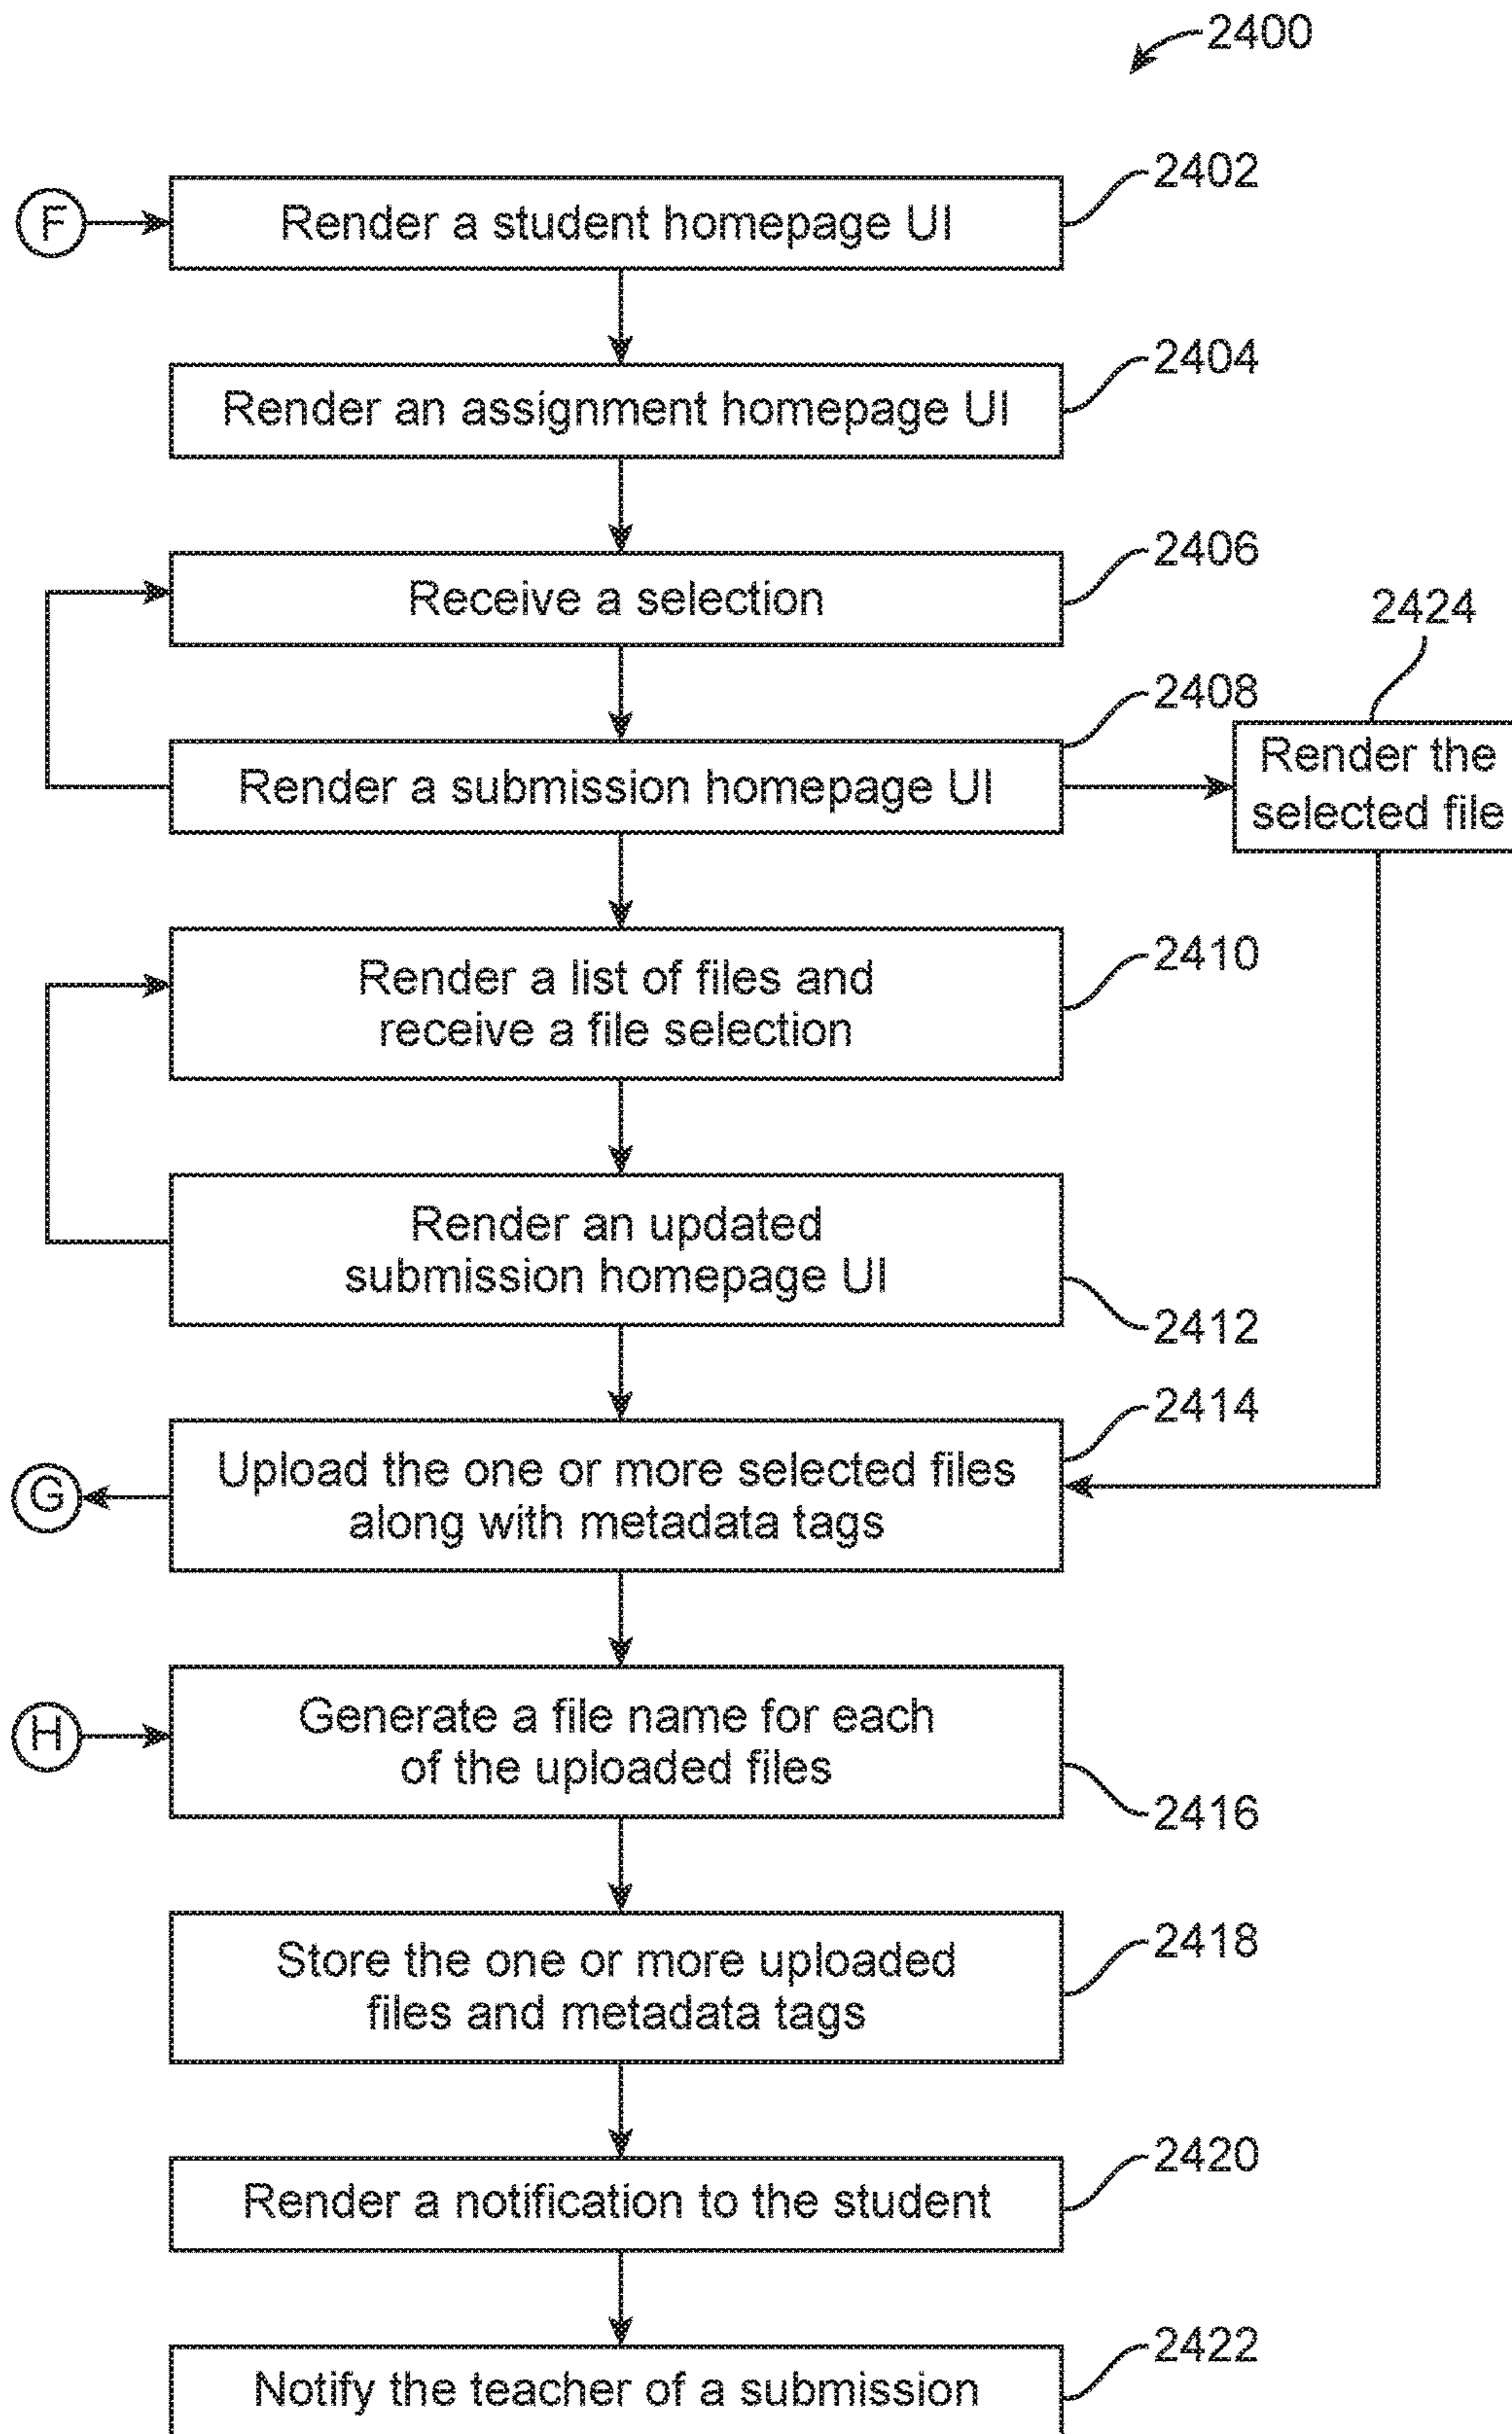 2400
2402
F
Render a student homepage UI
2404
Render an assignment homepage UI
2406
Receive a selection
2424
2408
Render a submission homepage UI
Render the
selected file
2410
Render a list of files and
receive a file selection
Render an updated
submission homepage UI
2412
2414
G
Upload the one or more selected files
along with metadata tags
H
Generate a file name for each
of the uploaded files
2416
2418
Store the one or more uploaded
files and metadata tags
2420
Render a notification to the student
2422
Notify the teacher of a submission